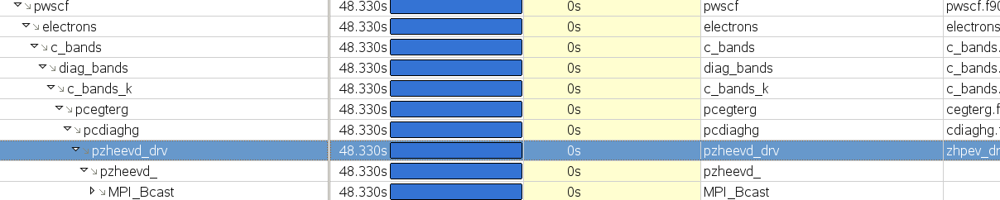 pwscf 48.330s 0s pwscf pwscf.f90
electrons 48.330s 0s electrons electrons
c_bands 48.330s 0s c_bands c_bands.
diag_bands 48.330s 0s diag_bands c_bands.
c_bands_k 48.330s 0s c_bands_k c_bands.
pcegterg 48.330s 0s pcegterg cegterg.f
pcdiaghg 48.330s 0s pcdiaghg cdiaghg.
pzheevd_drv 48.330s 0s pzheevd_drv zhpev_dr
pzheevd_ 48.330s 0s pzheevd_
MPI_Bcast 48.330s 0s MPI_Bcast